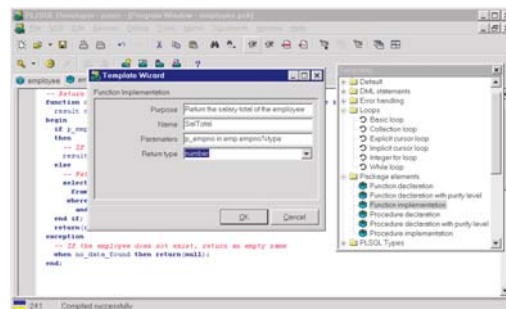 PL/SQL Developer - [Program Window - employee.pck]
employee
Template Wizard
Function Implementation
Purpose Return the salary total of the employee
Name SalTotal
Parameters p_empno in emp.empno%type
Return type number
OK Cancel
-- Return
function
result
begin
if p_emp
then
-- If
result
else
select
from
where
and
end if;
return(
exception
-- If the employee does not exist, return an empty name
when no_data_found then return(null);
end;
Default
DML statements
Error handling
Loops
Basic loop
Collection loop
Explicit cursor loop
Implicit cursor loop
Integer for loop
While loop
Package elements
Function declaration
Function declaration with purity level
Function implementation
Procedure declaration
Procedure declaration with purity level
Procedure implementation
PLSQL Types
24:1 Compiled successfully